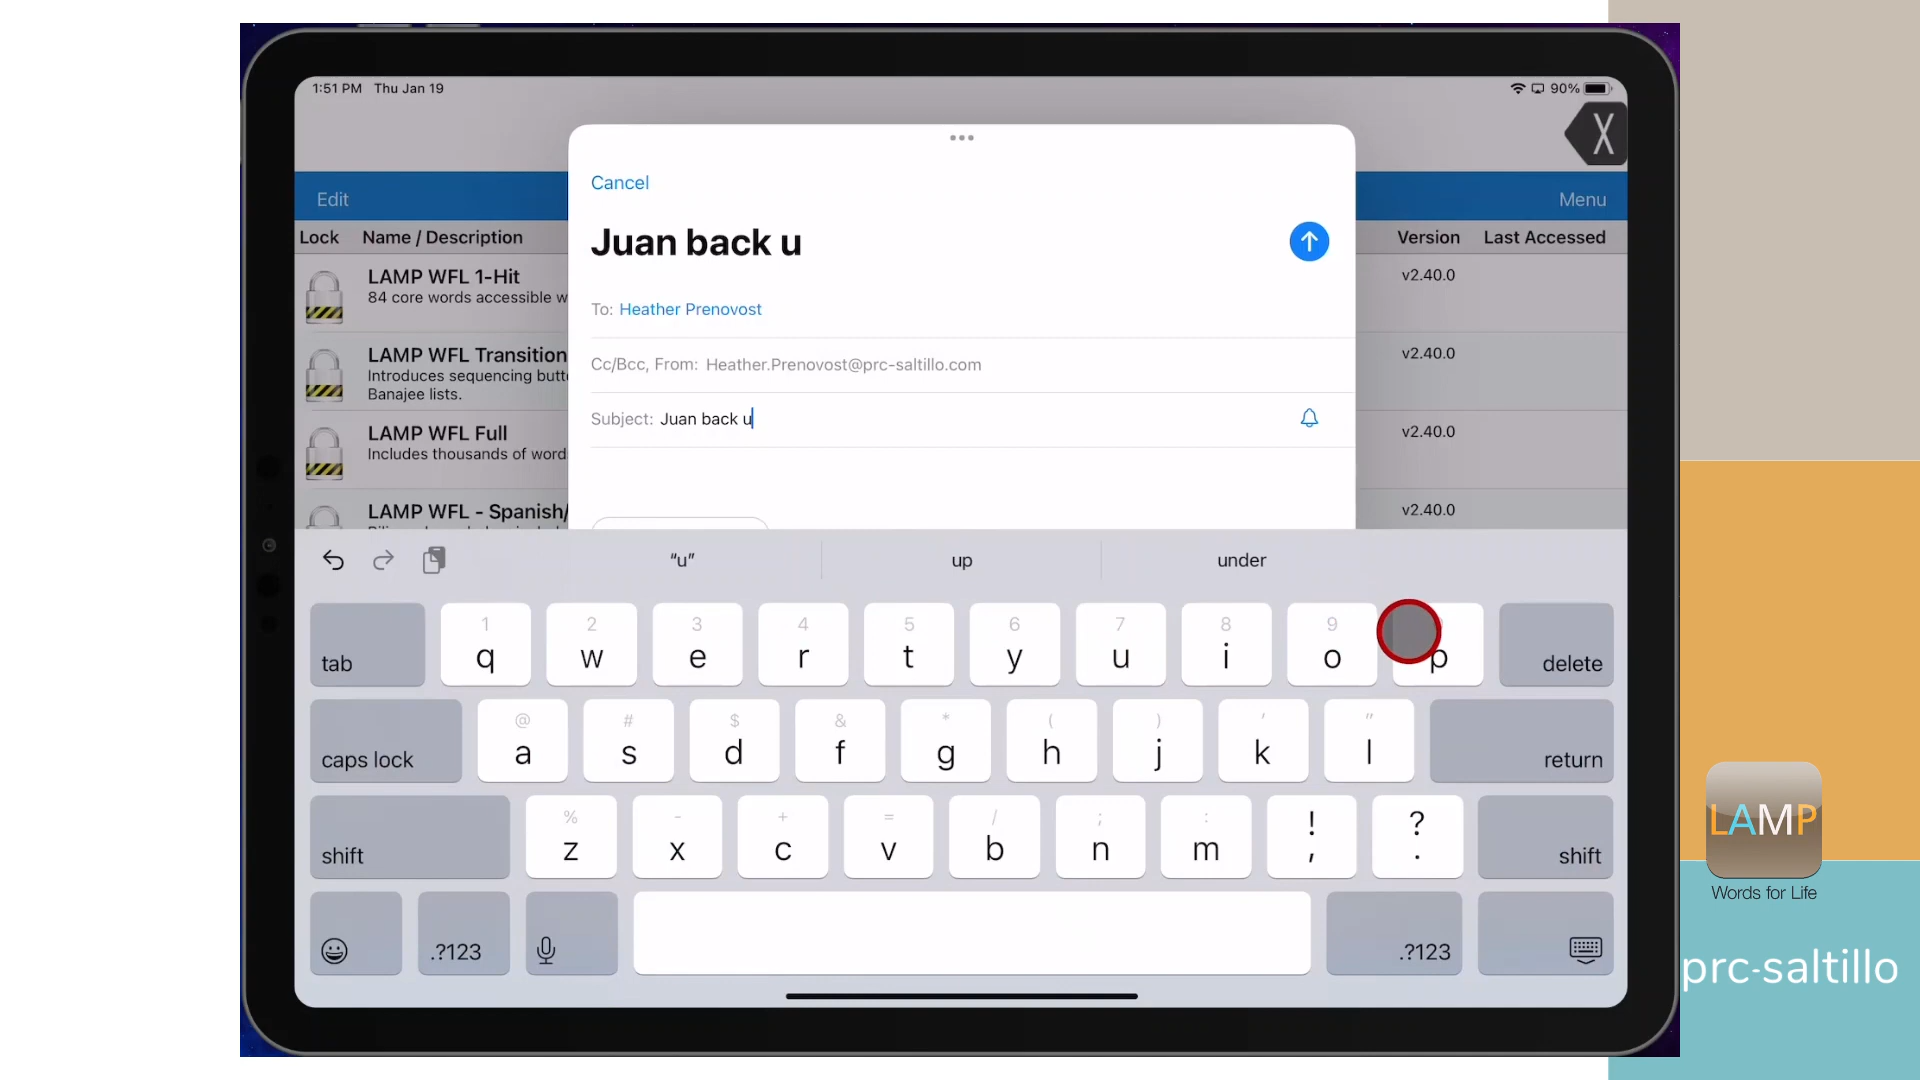 1:51 PM Thu Jan 19
90%
X
Edit
Menu
Lock
Name / Description
Version
Last Accessed
LAMP WFL 1-Hit
84 core words accessible w
v2.40.0
LAMP WFL Transition
Introduces sequencing butt
Banajee lists.
v2.40.0
LAMP WFL Full
Includes thousands of word
v2.40.0
LAMP WFL - Spanish/
v2.40.0
Cancel
Juan back u
To: Heather Prenovost
Cc/Bcc, From: Heather.Prenovost@prc-saltillo.com
Subject: Juan back u
“u”
up
under
1 2 3 4 5 6 7 8 9
tab q w e r t y u i o p delete
@ # $ & * ( ) ' "
caps lock a s d f g h j k l return
% - + = / ; : ! ?
shift z x c v b n m , . shift
.?123
.?123
LAMP
Words for Life
prc-saltillo